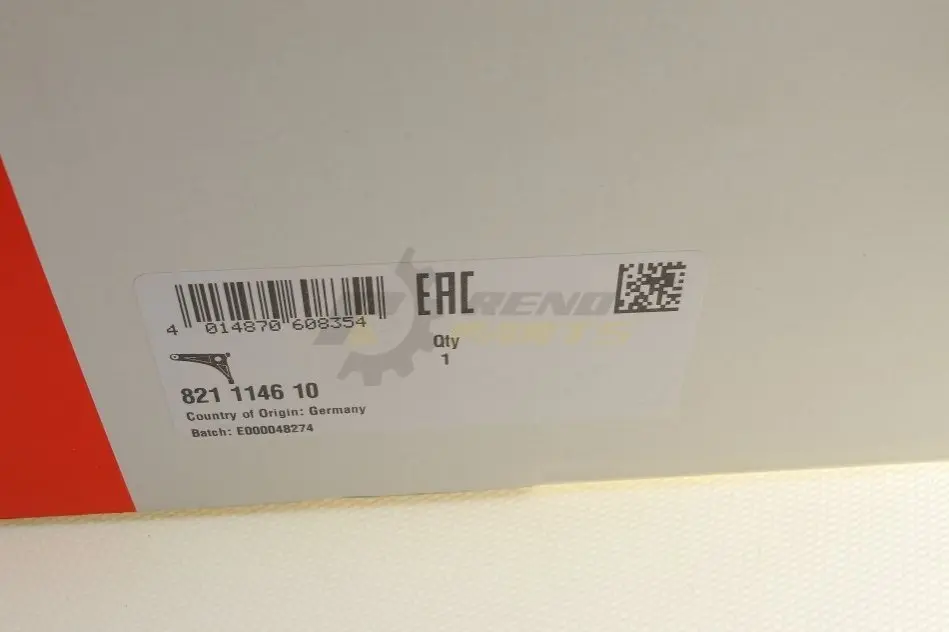 4 014870 608354
EAC
Qty
1
821 1146 10
Country of Origin: Germany
Batch: E000048274